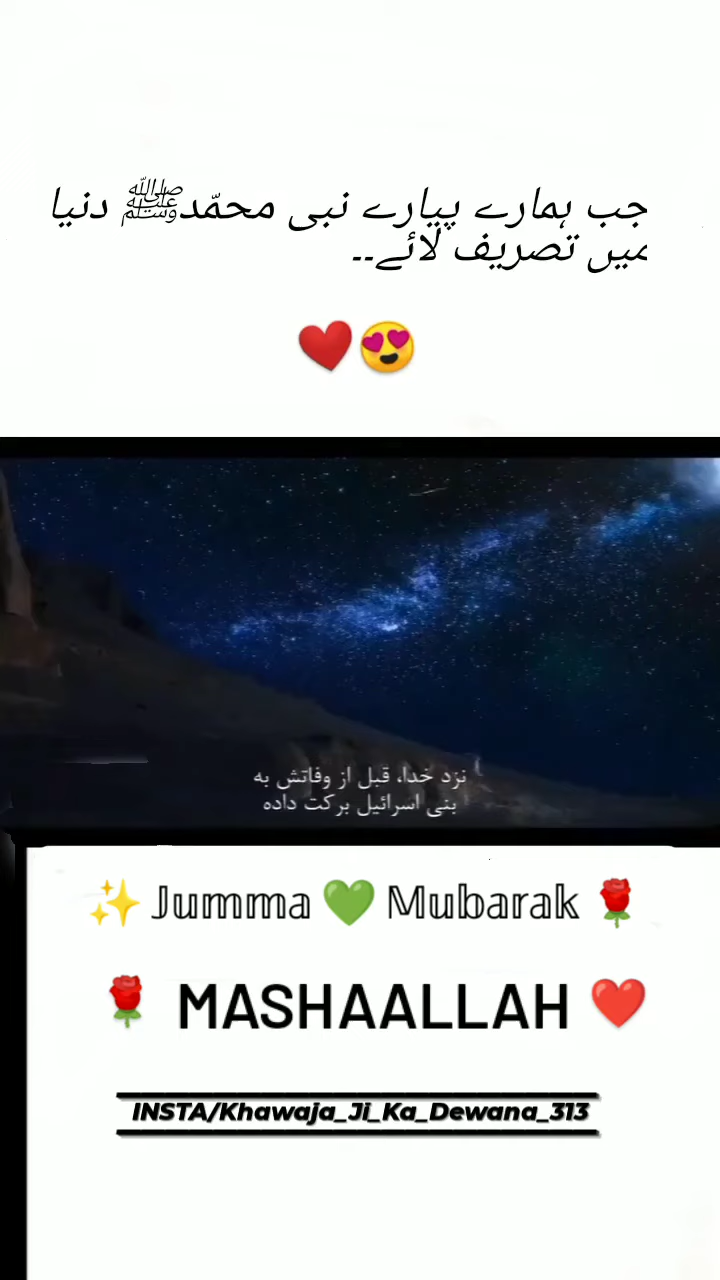 جب ہمارے پیارے نبی محمّدﷺ دنیا
میں تصریف لائے۔۔
❤️😍
نزد خدا، قبل از وفاتش به
بنی اسرائیل برکت داده
✨ Jumma 💚 Mubarak 🌹
🌹 MASHAALLAH ❤️
INSTA/Khawaja_Ji_Ka_Dewana_313